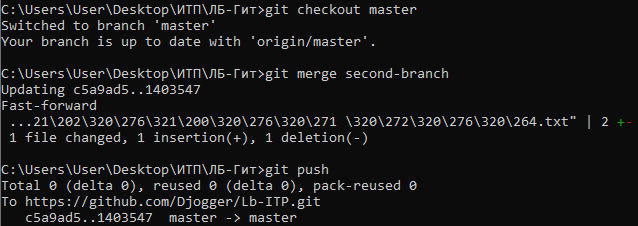 C:\Users\User\Desktop\ИТП\ЛБ-Гит>git checkout master
Switched to branch 'master'
Your branch is up to date with 'origin/master'.
C:\Users\User\Desktop\ИТП\ЛБ-Гит>git merge second-branch
Updating c5a9ad5..1403547
Fast-forward
...21\202\320\276\321\200\320\276\320\271 \320\272\320\276\320\264.txt" | 2 +-
1 file changed, 1 insertion(+), 1 deletion(-)
C:\Users\User\Desktop\ИТП\ЛБ-Гит>git push
Total 0 (delta 0), reused 0 (delta 0), pack-reused 0
To https://github.com/Djogger/Lb-ITP.git
c5a9ad5..1403547  master -> master